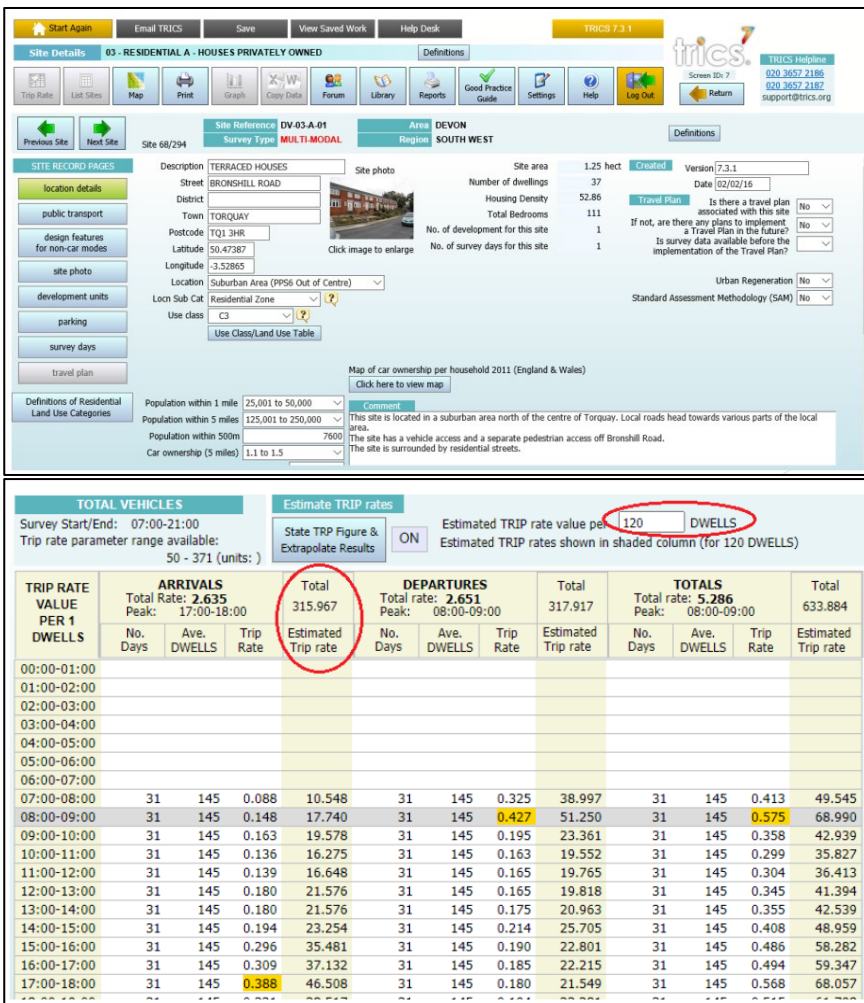 Start Again Email TRICS Save View Saved Work Help Desk TRICS 7.3.1
Site Details 03 - RESIDENTIAL A - HOUSES PRIVATELY OWNED Definitions
trics. 7
TRICS Helpline
020 3657 2186
020 3657 2187
support@trics.org
Screen ID: 7
Return
Trip Rate List Sites Map Print Graph Copy Data Forum Library Reports Good Practice Guide Settings Help Log Out
Previous Site Next Site Site 68/294
Site Reference DV-03-A-01 Area DEVON
Survey Type MULTI-MODAL Region SOUTH WEST
Definitions
SITE RECORD PAGES
location details
public transport
design features
for non-car modes
site photo
development units
parking
survey days
travel plan
Definitions of Residential
Land Use Categories
Description TERRACED HOUSES
Street BRONSHILL ROAD
District
Town TORQUAY
Postcode TQ1 3HR
Latitude 50.47387
Longitude -3.52865
Location Suburban Area (PPS6 Out of Centre)
Locn Sub Cat Residential Zone ?
Use class C3 ?
Use Class/Land Use Table
Site photo
Click image to enlarge
Site area 1.25 hect
Number of dwellings 37
Housing Density 52.86
Total Bedrooms 111
No. of development for this site 1
No. of survey days for this site 1
Created Version 7.3.1
Date 02/02/16
Travel Plan Is there a travel plan
associated with this site No
If not, are there any plans to implement
a Travel Plan in the future? No
Is survey data available before the
implementation of the Travel Plan?
Urban Regeneration No
Standard Assessment Methodology (SAM) No
Map of car ownership per household 2011 (England & Wales)
Click here to view map
Population within 1 mile 25,001 to 50,000
Population within 5 miles 125,001 to 250,000
Population within 500m 7600
Car ownership (5 miles) 1.1 to 1.5
Comment
This site is located in a suburban area north of the centre of Torquay. Local roads head towards various parts of the local
area.
The site has a vehicle access and a separate pedestrian access off Bronshill Road.
The site is surrounded by residential streets.
TOTAL VEHICLES Estimate TRIP rates
Survey Start/End: 07:00-21:00
Trip rate parameter range available:
50 - 371 (units: )
State TRP Figure &
Extrapolate Results
ON
Estimated TRIP rate value per 120 DWELLS
Estimated TRIP rates shown in shaded column (for 120 DWELLS)
TRIP RATE
VALUE
PER 1
DWELLS
ARRIVALS
Total Rate: 2.635
Peak: 17:00-18:00
Total
315.967
DEPARTURES
Total rate: 2.651
Peak: 08:00-09:00
Total
317.917
TOTALS
Total rate: 5.286
Peak: 08:00-09:00
Total
633.884
No. Days Ave. DWELLS Trip Rate Estimated Trip rate No. Days Ave. DWELLS Trip Rate Estimated Trip rate No. Days Ave. DWELLS Trip Rate Estimated Trip rate
00:00-01:00
01:00-02:00
02:00-03:00
03:00-04:00
04:00-05:00
05:00-06:00
06:00-07:00
07:00-08:00 31 145 0.088 10.548 31 145 0.325 38.997 31 145 0.413 49.545
08:00-09:00 31 145 0.148 17.740 31 145 0.427 51.250 31 145 0.575 68.990
09:00-10:00 31 145 0.163 19.578 31 145 0.195 23.361 31 145 0.358 42.939
10:00-11:00 31 145 0.136 16.275 31 145 0.163 19.552 31 145 0.299 35.827
11:00-12:00 31 145 0.139 16.648 31 145 0.165 19.765 31 145 0.304 36.413
12:00-13:00 31 145 0.180 21.576 31 145 0.165 19.818 31 145 0.345 41.394
13:00-14:00 31 145 0.180 21.576 31 145 0.175 20.963 31 145 0.355 42.539
14:00-15:00 31 145 0.194 23.254 31 145 0.214 25.705 31 145 0.408 48.959
15:00-16:00 31 145 0.296 35.481 31 145 0.190 22.801 31 145 0.486 58.282
16:00-17:00 31 145 0.309 37.132 31 145 0.185 22.215 31 145 0.494 59.347
17:00-18:00 31 145 0.388 46.508 31 145 0.180 21.549 31 145 0.568 68.057